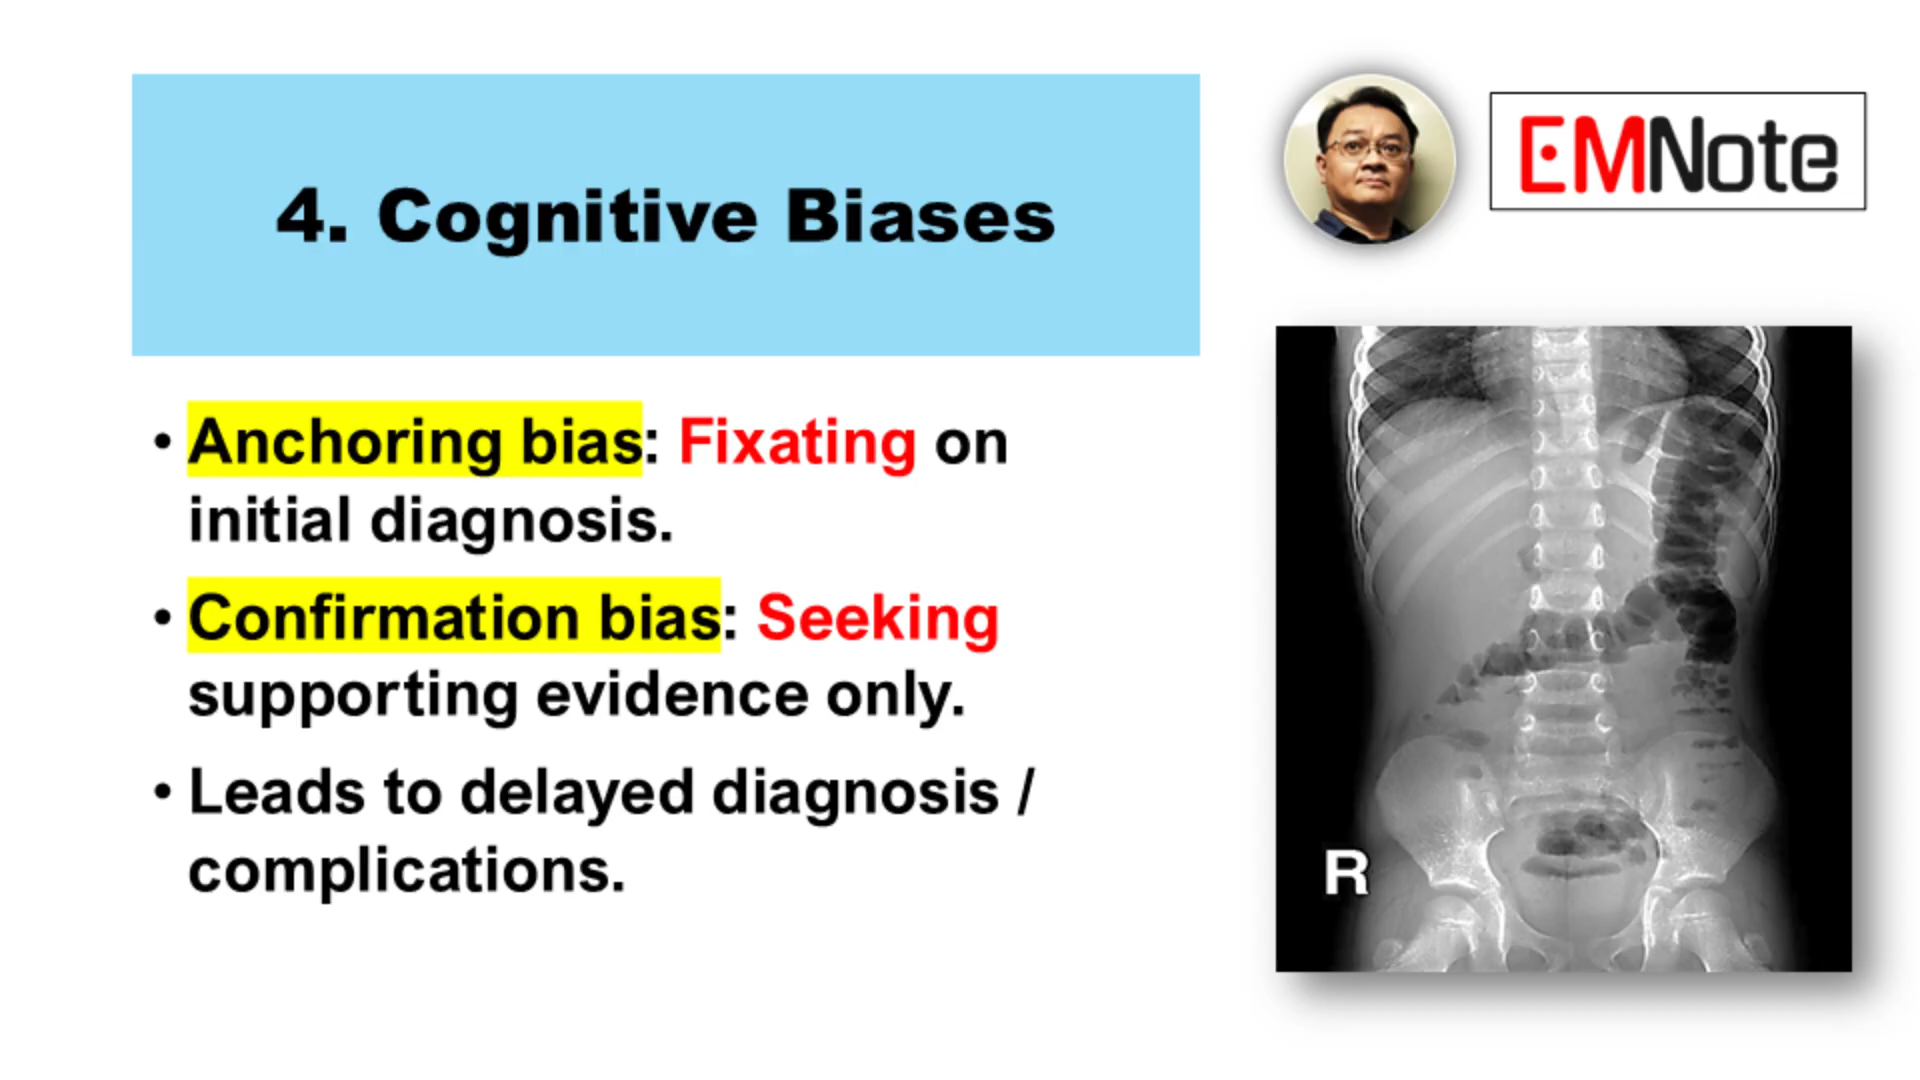 4. Cognitive Biases
EMNote
• Anchoring bias: Fixating on
initial diagnosis.
• Confirmation bias: Seeking
supporting evidence only.
• Leads to delayed diagnosis /
complications.
R